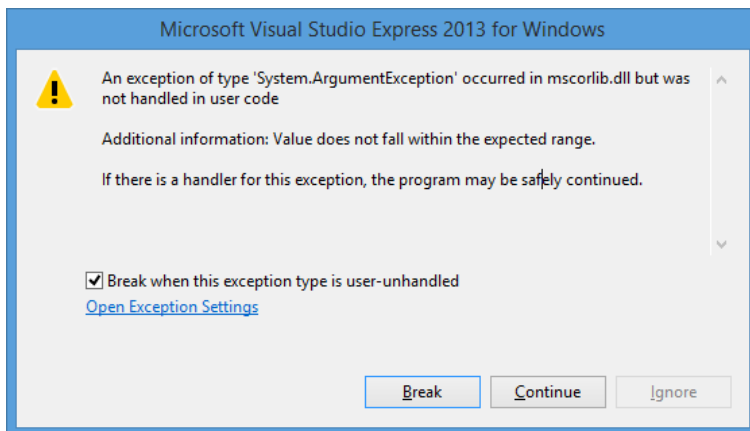 Microsoft Visual Studio Express 2013 for Windows
An exception of type 'System.ArgumentException' occurred in mscorlib.dll but was
not handled in user code
Additional information: Value does not fall within the expected range.
If there is a handler for this exception, the program may be safely continued.
Break when this exception type is user-unhandled
Open Exception Settings
Break Continue Ignore